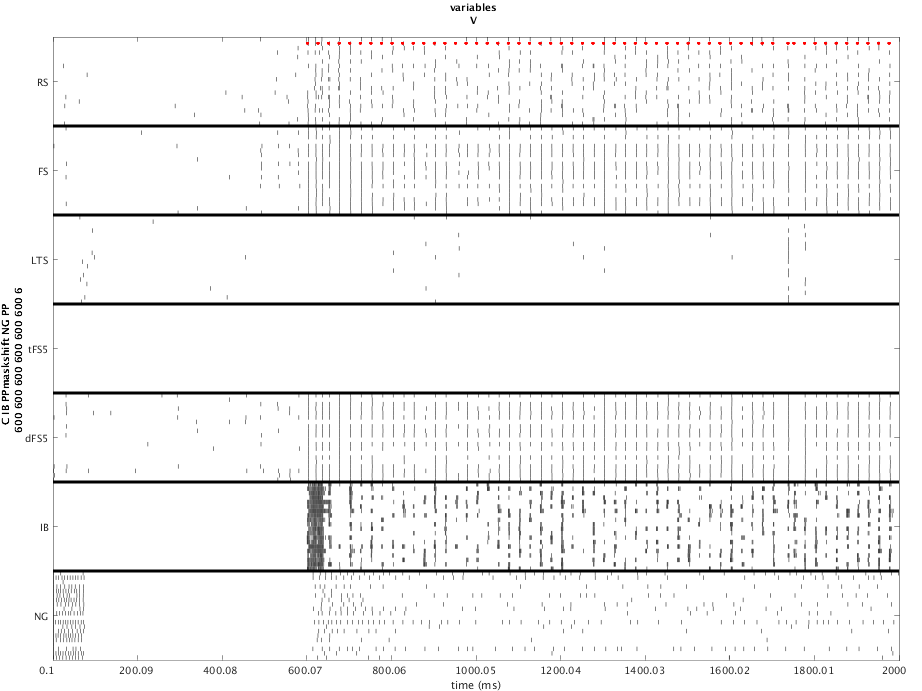 variables
V
RS
FS
LTS
tFS5
dFS5
IB
NG
C IB PPmaskshift NG PP
600 600 600 600 600 600 6
0.1 200.09 400.08 600.07 800.06 1000.05 1200.04 1400.03 1600.02 1800.01 2000
time (ms)